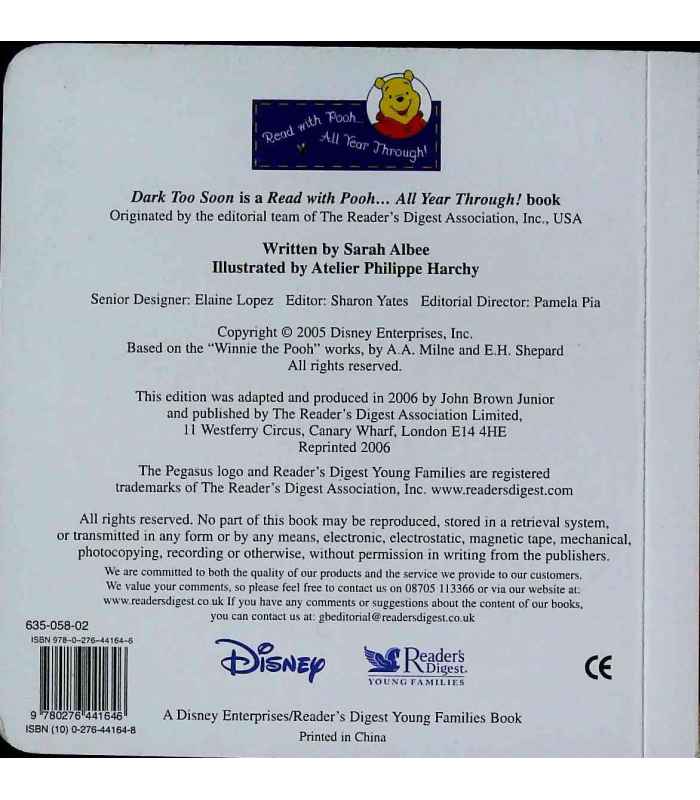 Read with Pooh...
All Year Through!
Dark Too Soon is a Read with Pooh... All Year Through! book
Originated by the editorial team of The Reader's Digest Association, Inc., USA
Written by Sarah Albee
Illustrated by Atelier Philippe Harchy
Senior Designer: Elaine Lopez   Editor: Sharon Yates   Editorial Director: Pamela Pia
Copyright © 2005 Disney Enterprises, Inc.
Based on the "Winnie the Pooh" works, by A.A. Milne and E.H. Shepard
All rights reserved.
This edition was adapted and produced in 2006 by John Brown Junior
and published by The Reader's Digest Association Limited,
11 Westferry Circus, Canary Wharf, London E14 4HE
Reprinted 2006
The Pegasus logo and Reader's Digest Young Families are registered
trademarks of The Reader's Digest Association, Inc. www.readersdigest.com
All rights reserved. No part of this book may be reproduced, stored in a retrieval system,
or transmitted in any form or by any means, electronic, electrostatic, magnetic tape, mechanical,
photocopying, recording or otherwise, without permission in writing from the publishers.
We are committed to both the quality of our products and the service we provide to our customers.
We value your comments, so please feel free to contact us on 08705 113366 or via our website at:
www.readersdigest.co.uk If you have any comments or suggestions about the content of our books,
you can contact us at: gbeditorial@readersdigest.co.uk
635-058-02
ISBN 978-0-276-44164-6
9 780276 441646
ISBN (10) 0-276-44164-8
Disney
Reader's
Digest
YOUNG FAMILIES
CE
A Disney Enterprises/Reader's Digest Young Families Book
Printed in China